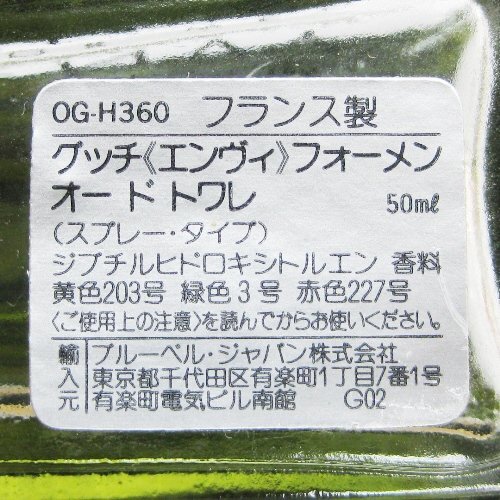 OG-H360 フランス製
グッチ《エンヴィ》フォーメン
オー ド トワレ 50㎖
(スプレー・タイプ)
ジブチルヒドロキシトルエン 香料
黄色203号 緑色3号 赤色227号
〈ご使用上の注意〉を読んでからお使いください。
輸入元 ブルーベル・ジャパン株式会社
東京都千代田区有楽町1丁目7番1号
有楽町電気ビル南館 G02